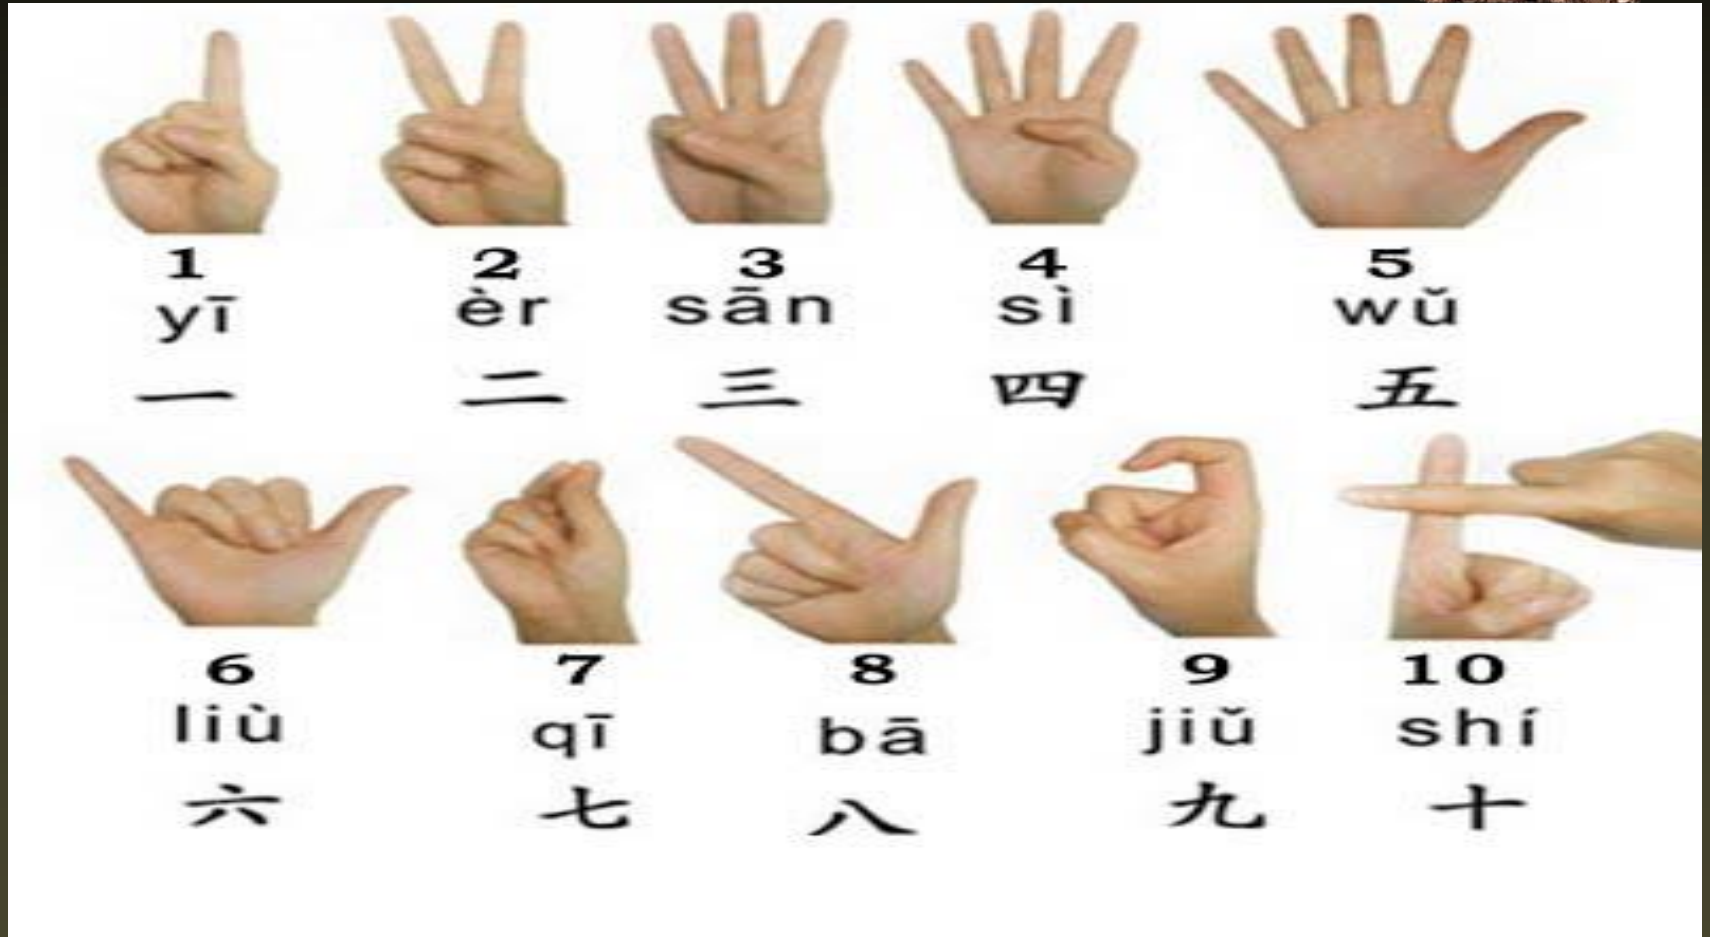 1 2 3 4 5
yī èr sān sì wǔ
一 二 三 四 五
6 7 8 9 10
liù qī bā jiǔ shí
六 七 八 九 十